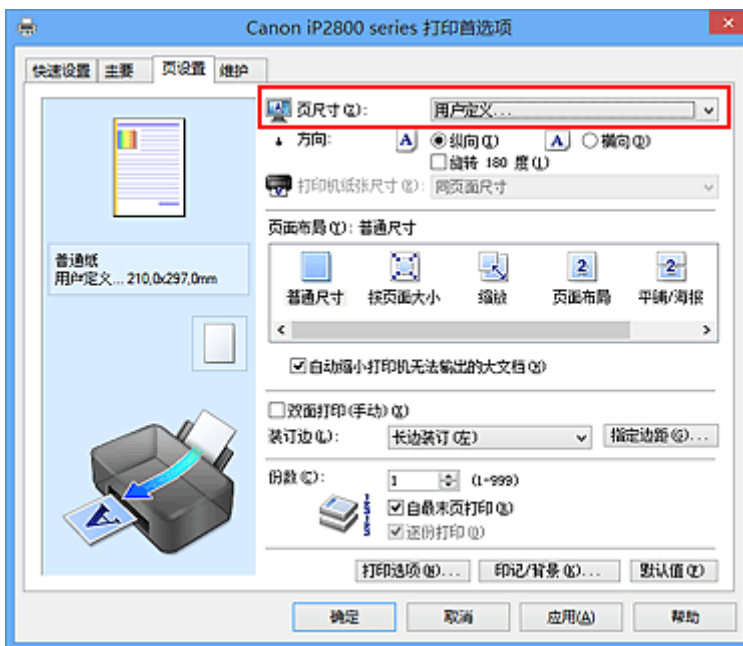 Canon iP2800 series 打印首选项
快速设置 主要 页设置 维护
页尺寸(Z): 用户定义...
方向: A 纵向(T) A 横向(D)
旋转 180 度(L)
打印机纸张尺寸(R): 同页面尺寸
页面布局(Y): 普通尺寸
普通纸
用户定义... 210,0x297,0mm
普通尺寸 按页面大小 缩放 页面布局 平铺/海报
自动缩小打印机无法输出的大文档(N)
双面打印(手动)(X)
装订边(L): 长边装订(左) 指定边距(G)...
份数(C): 1 (1-999)
自最末页打印(S)
逐份打印(O)
打印选项(W)... 印记/背景(K)... 默认值(F)
确定 取消 应用(A) 帮助